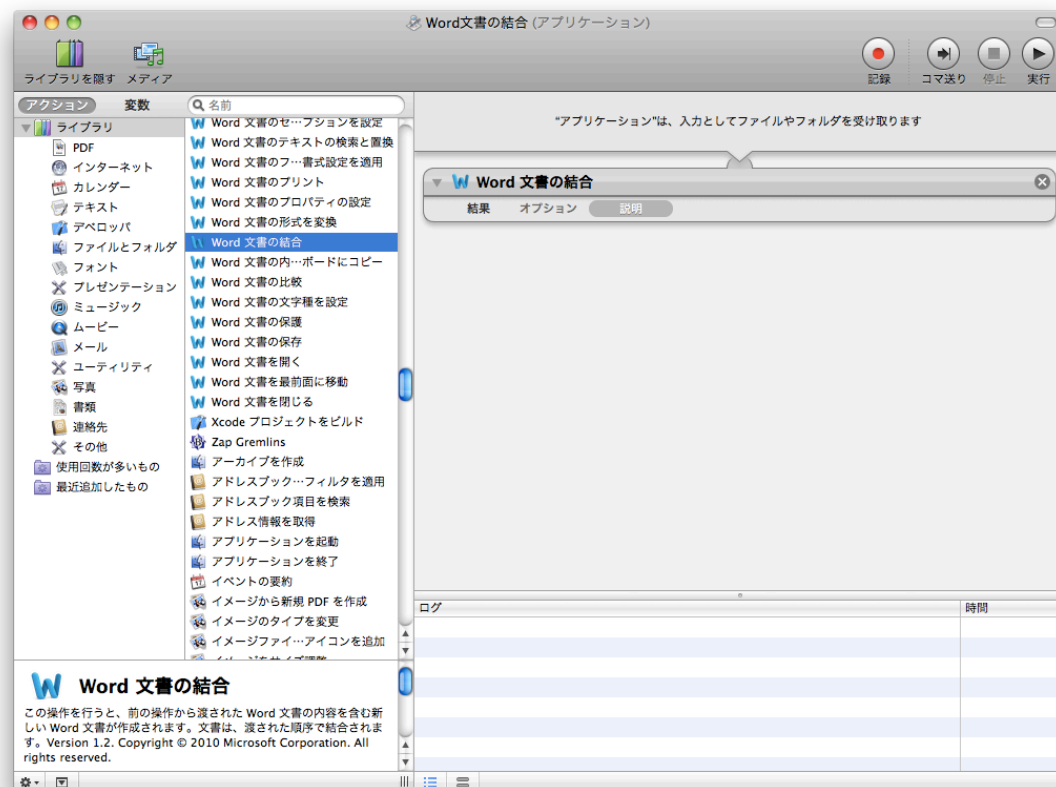 Word文書の結合 (アプリケーション)
ライブラリを隠す メディア
記録 コマ送り 停止 実行
アクション 変数 名前
ライブラリ
PDF
インターネット
カレンダー
テキスト
デベロッパ
ファイルとフォルダ
フォント
プレゼンテーション
ミュージック
ムービー
メール
ユーティリティ
写真
書類
連絡先
その他
使用回数が多いもの
最近追加したもの
Word 文書のセ…プションを設定
Word 文書のテキストの検索と置換
Word 文書のフ…書式設定を適用
Word 文書のプリント
Word 文書のプロパティの設定
Word 文書の形式を変換
Word 文書の結合
Word 文書の内…ボードにコピー
Word 文書の比較
Word 文書の文字種を設定
Word 文書の保護
Word 文書の保存
Word 文書を開く
Word 文書を最前面に移動
Word 文書を閉じる
Xcode プロジェクトをビルド
Zap Gremlins
アーカイブを作成
アドレスブック…フィルタを適用
アドレスブック項目を検索
アドレス情報を取得
アプリケーションを起動
アプリケーションを終了
イベントの要約
イメージから新規 PDF を作成
イメージのタイプを変更
イメージファイ…アイコンを追加
"アプリケーション"は、入力としてファイルやフォルダを受け取ります
Word 文書の結合
結果 オプション 説明
ログ 時間
Word 文書の結合
この操作を行うと、前の操作から渡された Word 文書の内容を含む新
しい Word 文書が作成されます。文書は、渡された順序で結合されま
す。Version 1.2. Copyright © 2010 Microsoft Corporation. All
rights reserved.